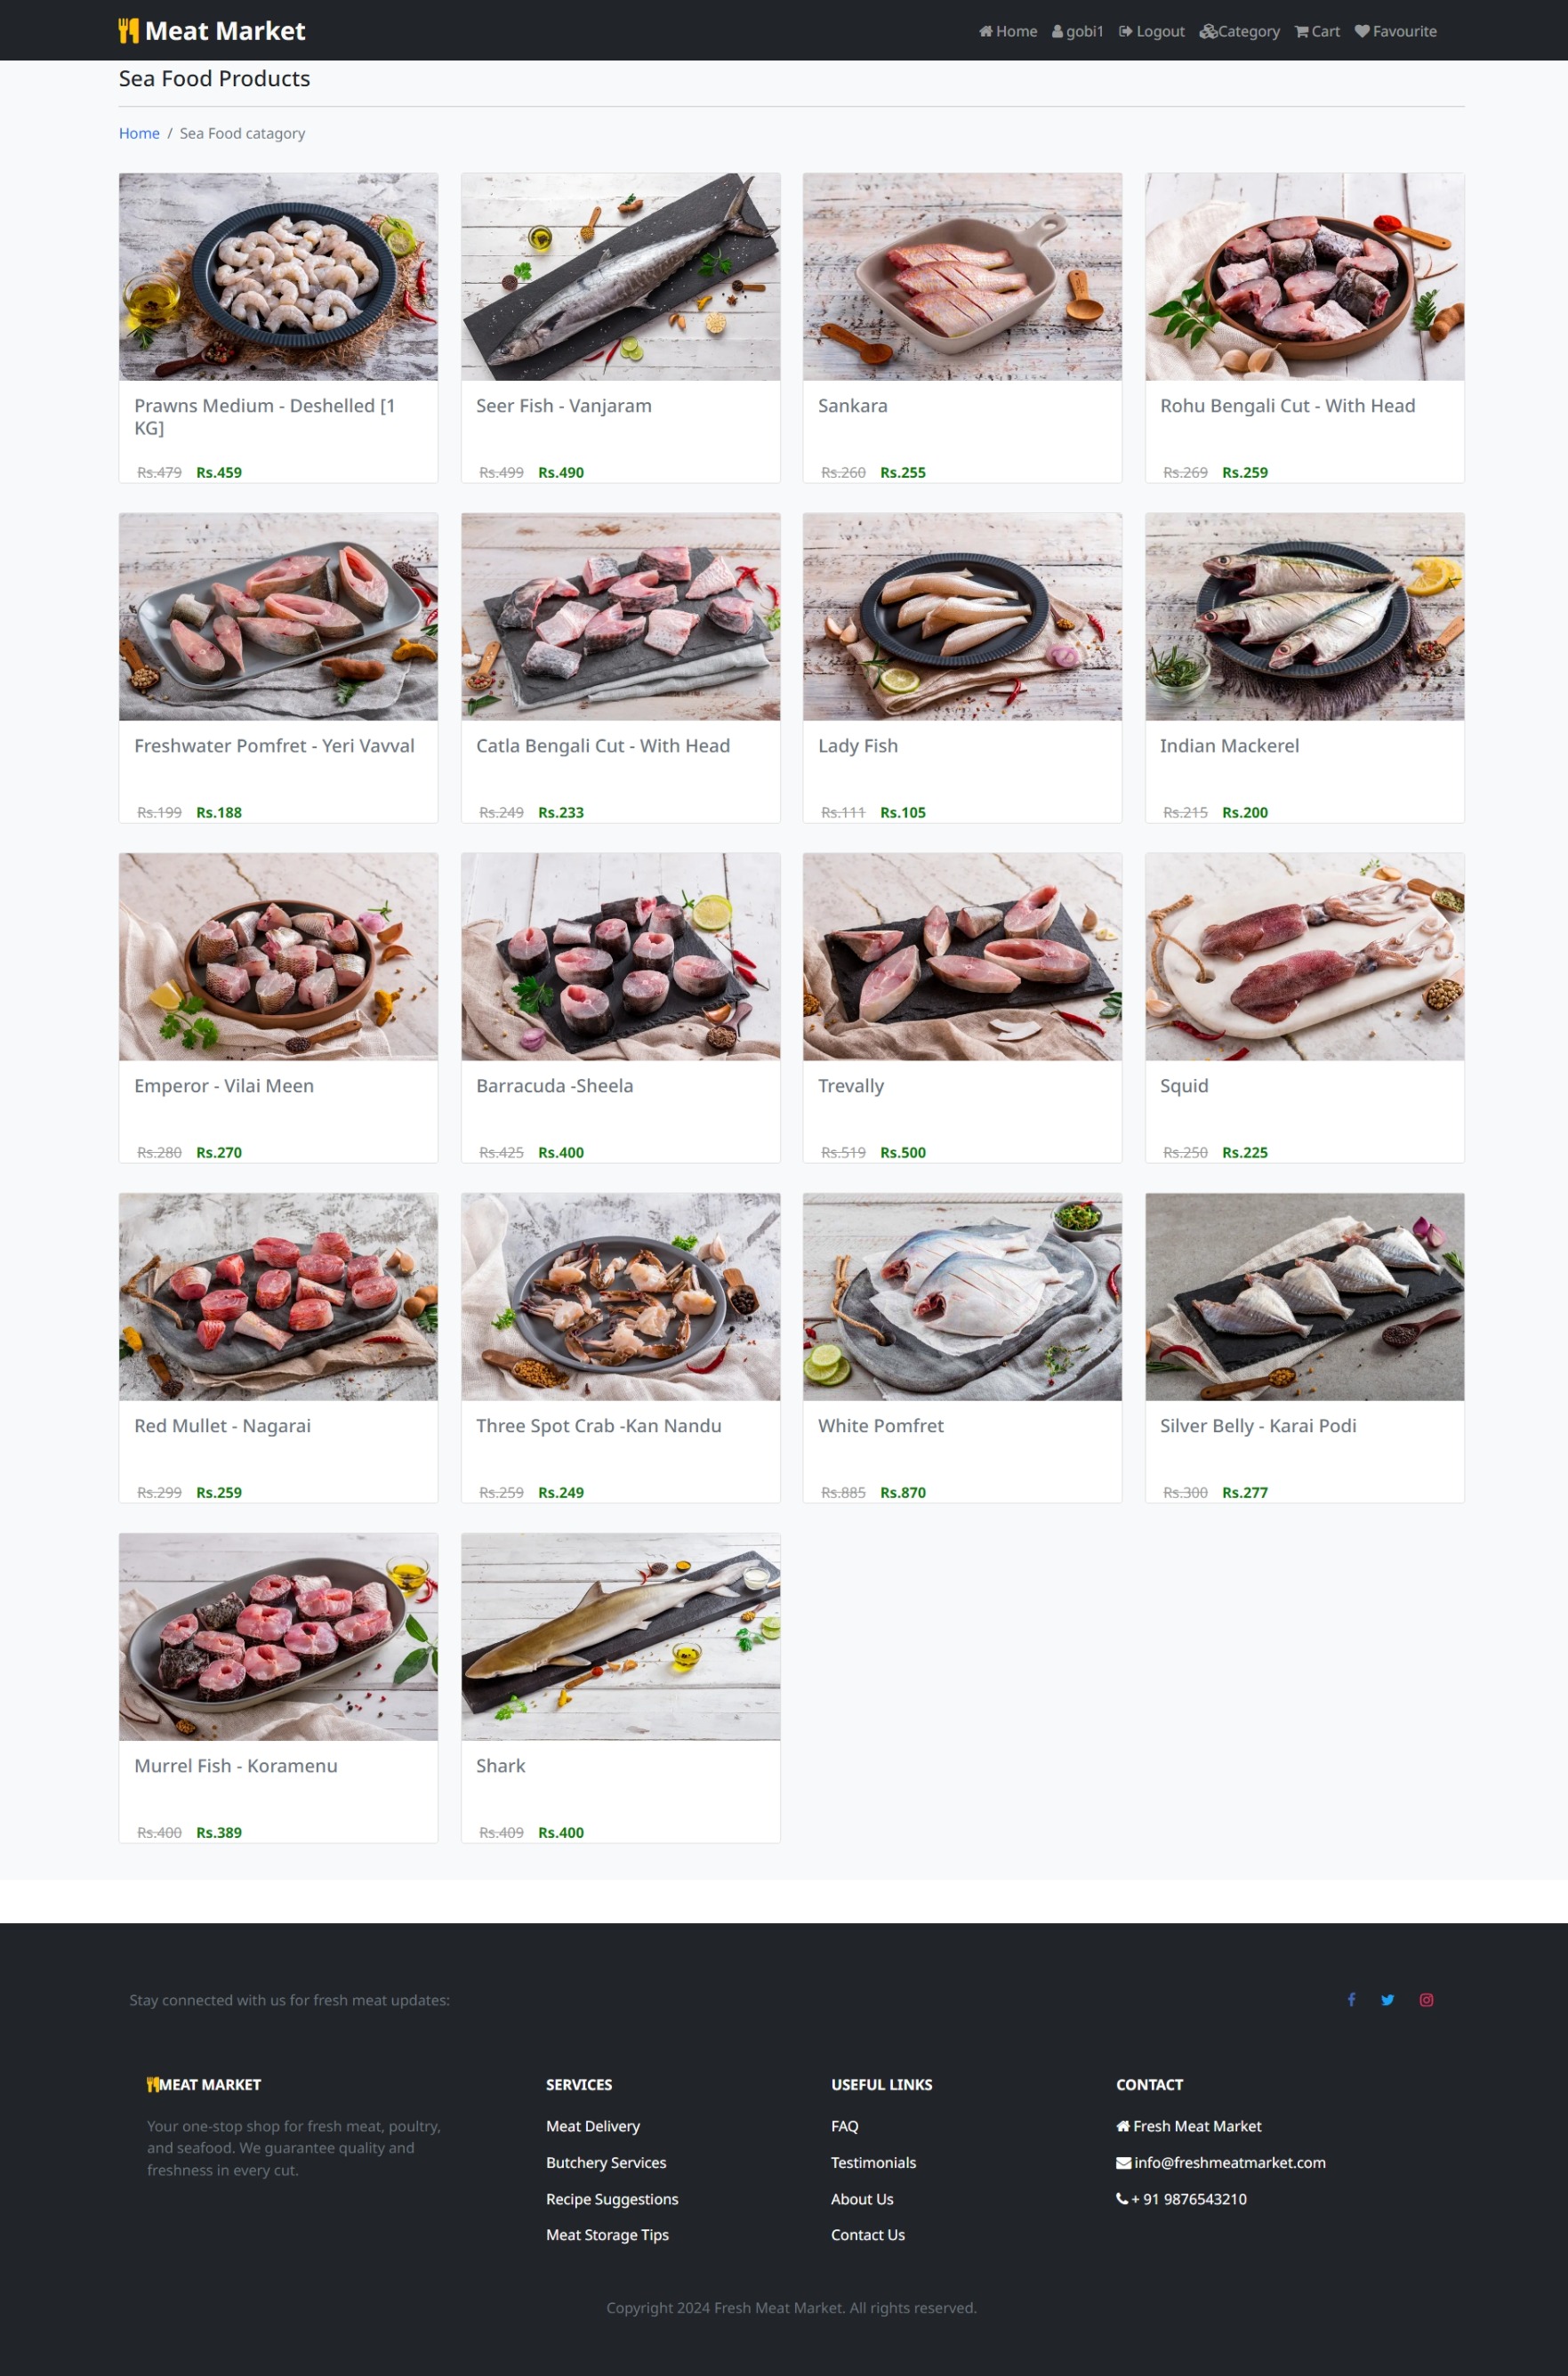 Meat Market
Home gobi1 Logout Category Cart Favourite
Sea Food Products
Home / Sea Food catagory
Prawns Medium - Deshelled [1
KG]
Rs.479 Rs.459
Seer Fish - Vanjaram
Rs.499 Rs.490
Sankara
Rs.260 Rs.255
Rohu Bengali Cut - With Head
Rs.269 Rs.259
Freshwater Pomfret - Yeri Vavval
Rs.199 Rs.188
Catla Bengali Cut - With Head
Rs.249 Rs.233
Lady Fish
Rs.111 Rs.105
Indian Mackerel
Rs.215 Rs.200
Emperor - Vilai Meen
Rs.280 Rs.270
Barracuda -Sheela
Rs.425 Rs.400
Trevally
Rs.519 Rs.500
Squid
Rs.250 Rs.225
Red Mullet - Nagarai
Rs.299 Rs.259
Three Spot Crab -Kan Nandu
Rs.259 Rs.249
White Pomfret
Rs.885 Rs.870
Silver Belly - Karai Podi
Rs.300 Rs.277
Murrel Fish - Koramenu
Rs.400 Rs.389
Shark
Rs.409 Rs.400
Stay connected with us for fresh meat updates:
MEAT MARKET
Your one-stop shop for fresh meat, poultry,
and seafood. We guarantee quality and
freshness in every cut.
SERVICES
Meat Delivery
Butchery Services
Recipe Suggestions
Meat Storage Tips
USEFUL LINKS
FAQ
Testimonials
About Us
Contact Us
CONTACT
Fresh Meat Market
info@freshmeatmarket.com
+ 91 9876543210
Copyright 2024 Fresh Meat Market. All rights reserved.